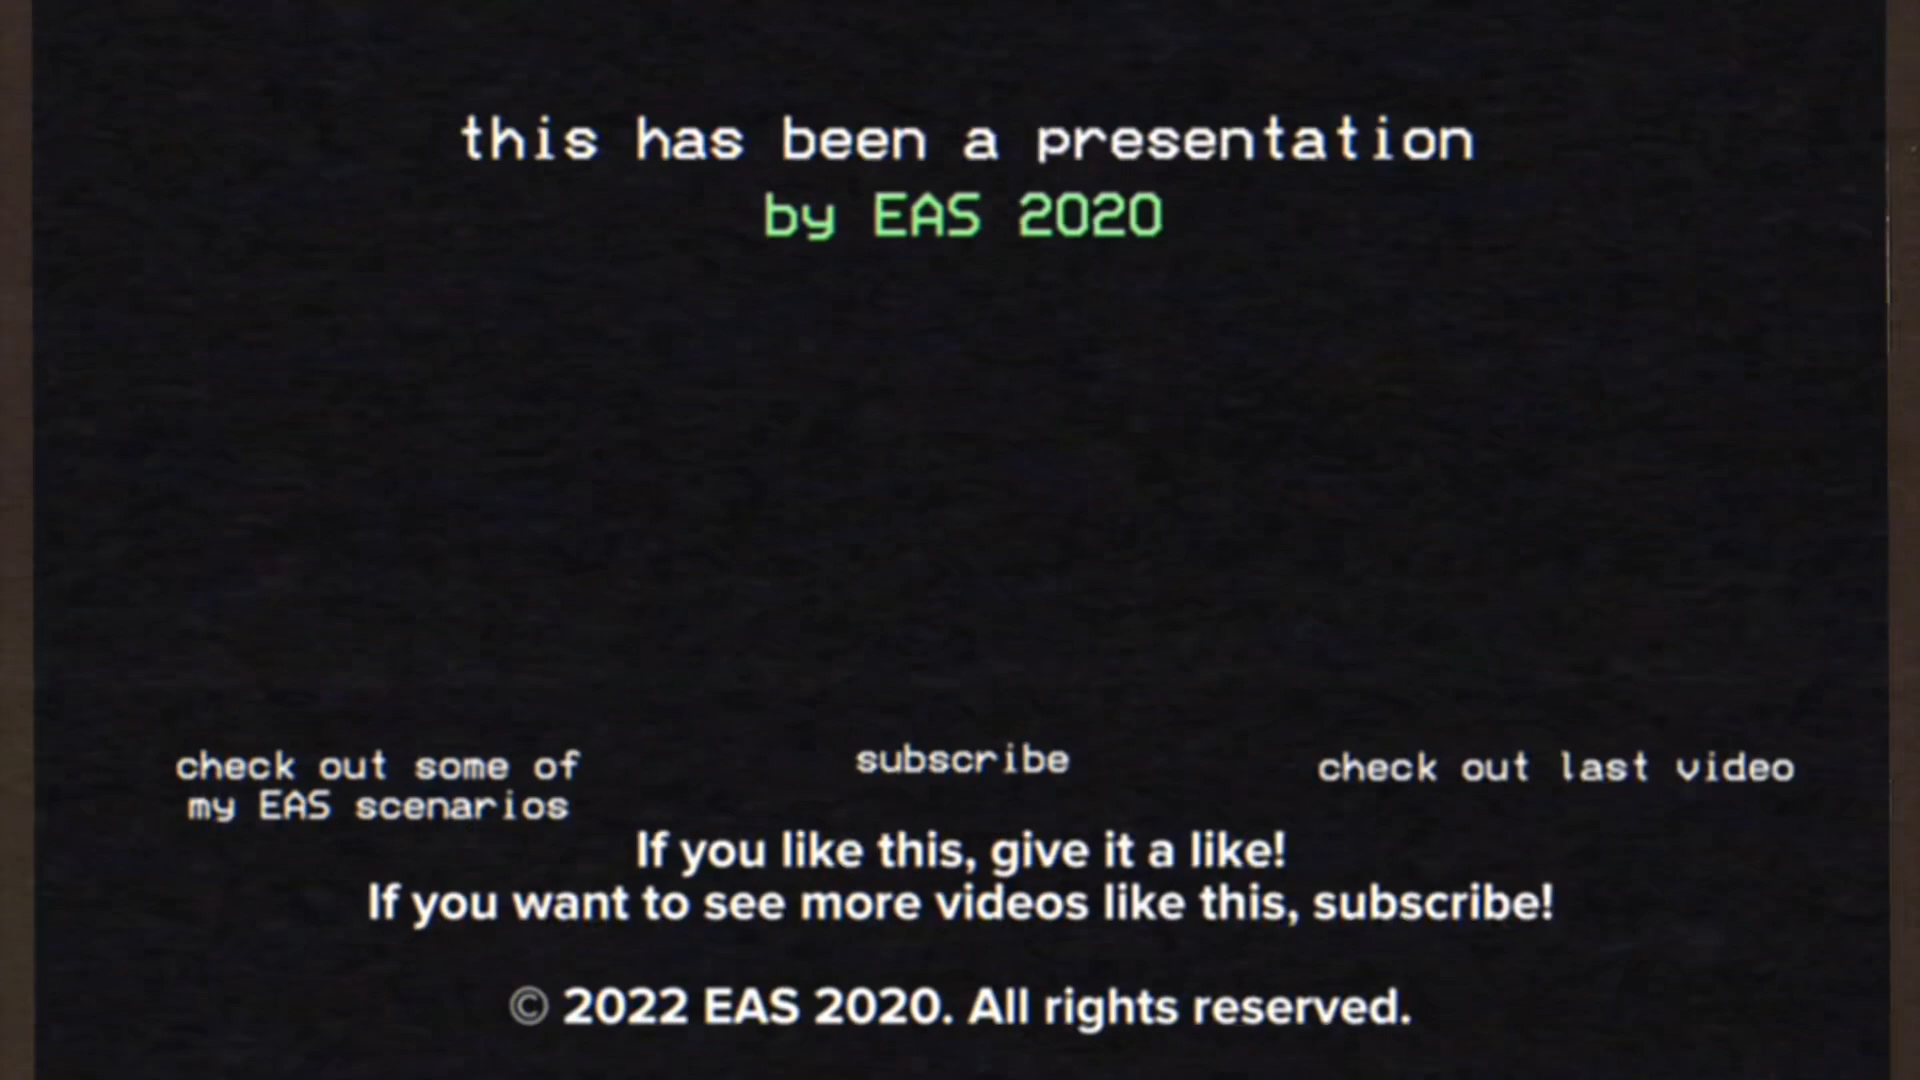 this has been a presentation
by EAS 2020
check out some of
my EAS scenarios
subscribe
check out last video
If you like this, give it a like!
If you want to see more videos like this, subscribe!
© 2022 EAS 2020. All rights reserved.